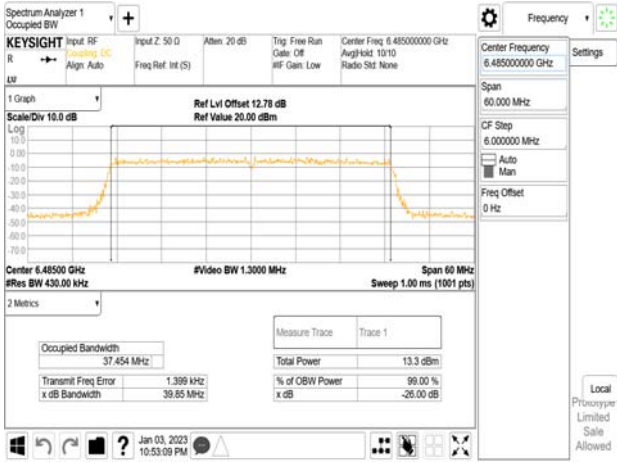 Spectrum Analyzer 1
Occupied BW
+
Frequency
KEYSIGHT
Input: RF
Coupling: DC
Align: Auto
Input Z: 50 Ω
Freq Ref: Int (S)
Atten: 20 dB
Trig: Free Run
Gate: Off
#IF Gain: Low
Center Freq: 6.485000000 GHz
Avg|Hold: 10/10
Radio Std: None
R
LXI
Center Frequency
6.485000000 GHz
Settings
Span
60.000 MHz
CF Step
6.000000 MHz
Auto
Man
Freq Offset
0 Hz
1 Graph
Scale/Div 10.0 dB
Ref Lvl Offset 12.78 dB
Ref Value 20.00 dBm
Log
10.0
0.00
-10.0
-20.0
-30.0
-40.0
-50.0
-60.0
-70.0
Center 6.48500 GHz
#Res BW 430.00 kHz
#Video BW 1.3000 MHz
Span 60 MHz
Sweep 1.00 ms (1001 pts)
2 Metrics
Measure Trace
Trace 1
Occupied Bandwidth
37.454 MHz
Total Power
13.3 dBm
Transmit Freq Error
1.399 kHz
% of OBW Power
99.00 %
x dB Bandwidth
39.85 MHz
x dB
-26.00 dB
Local
Prototype
Limited
Sale
Allowed
?
Jan 03, 2023
10:53:09 PM